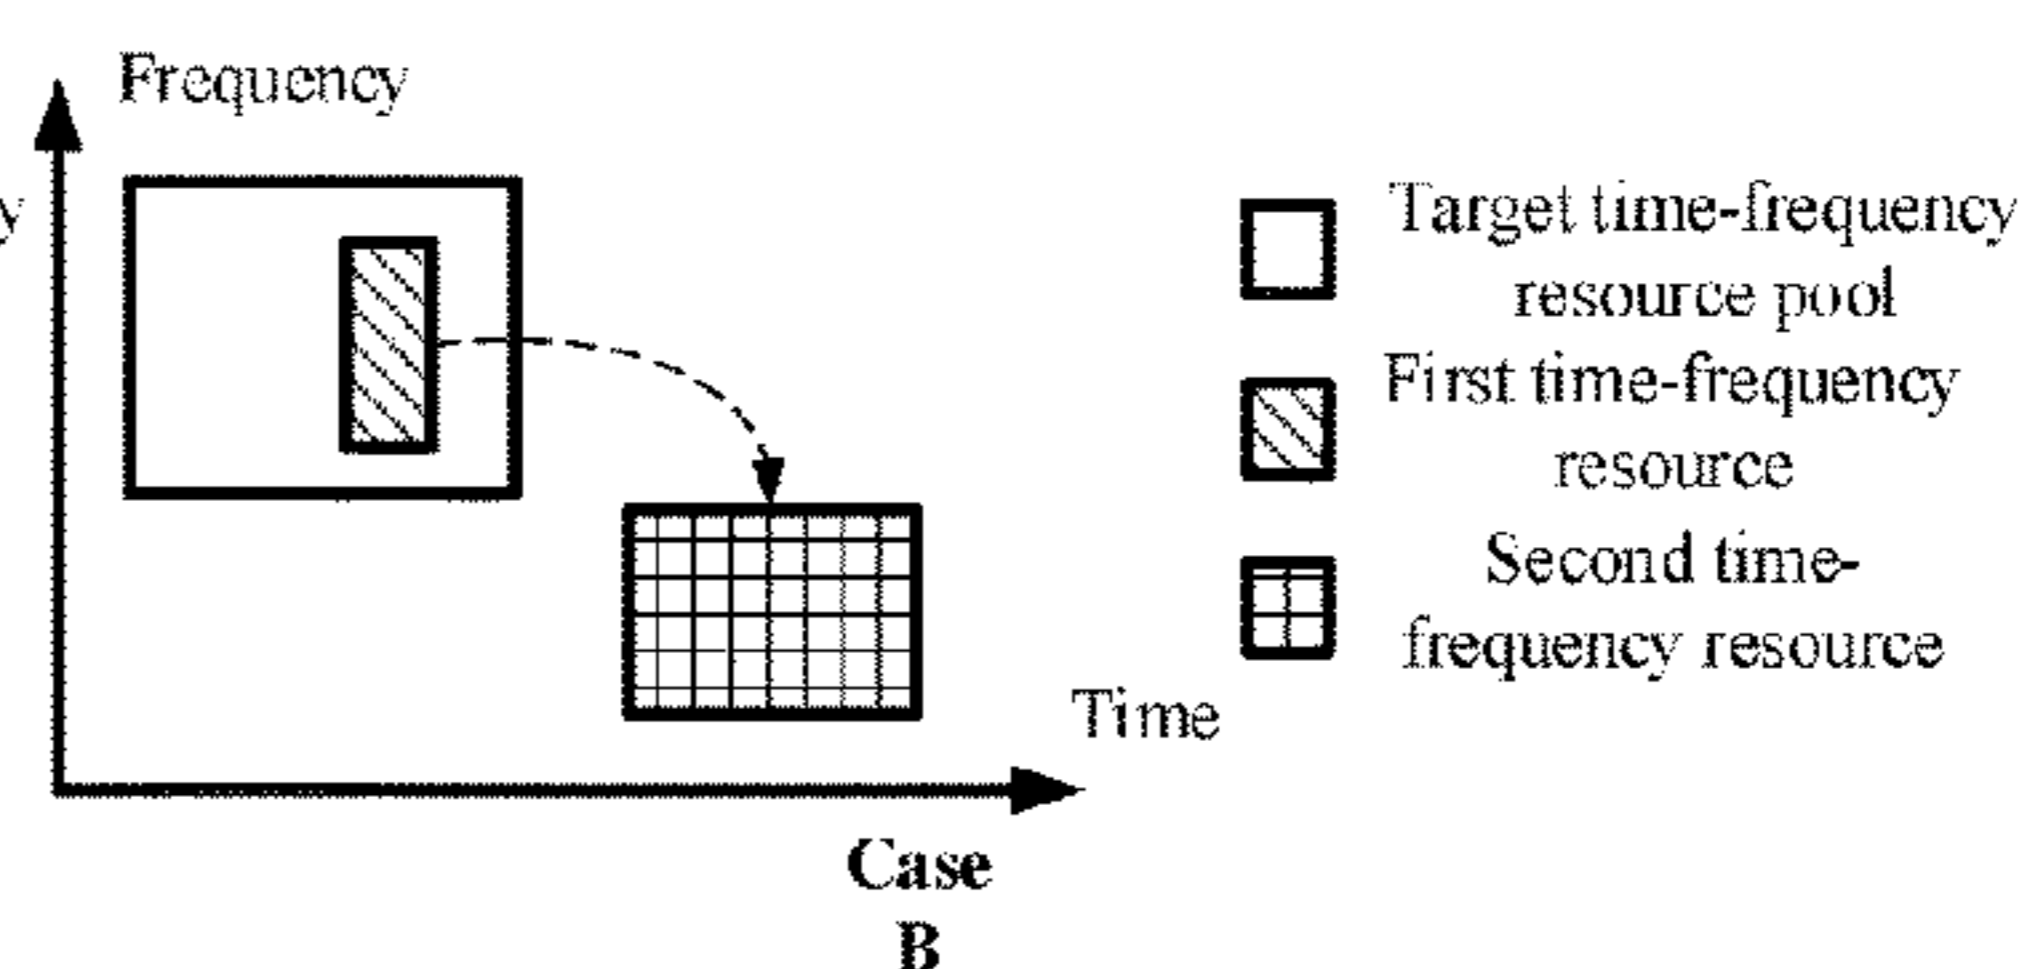 Frequency
y
Target time-frequency
resource pool
First time-frequency
resource
Second time-
frequency resource
Time
Case
B